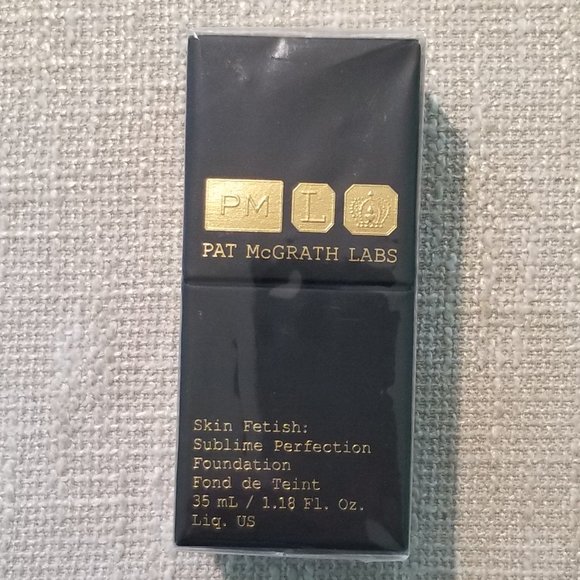 PM L
PAT McGRATH LABS
Skin Fetish:
Sublime Perfection
Foundation
Fond de Teint
35 mL / 1.18 Fl. Oz.
Liq. US